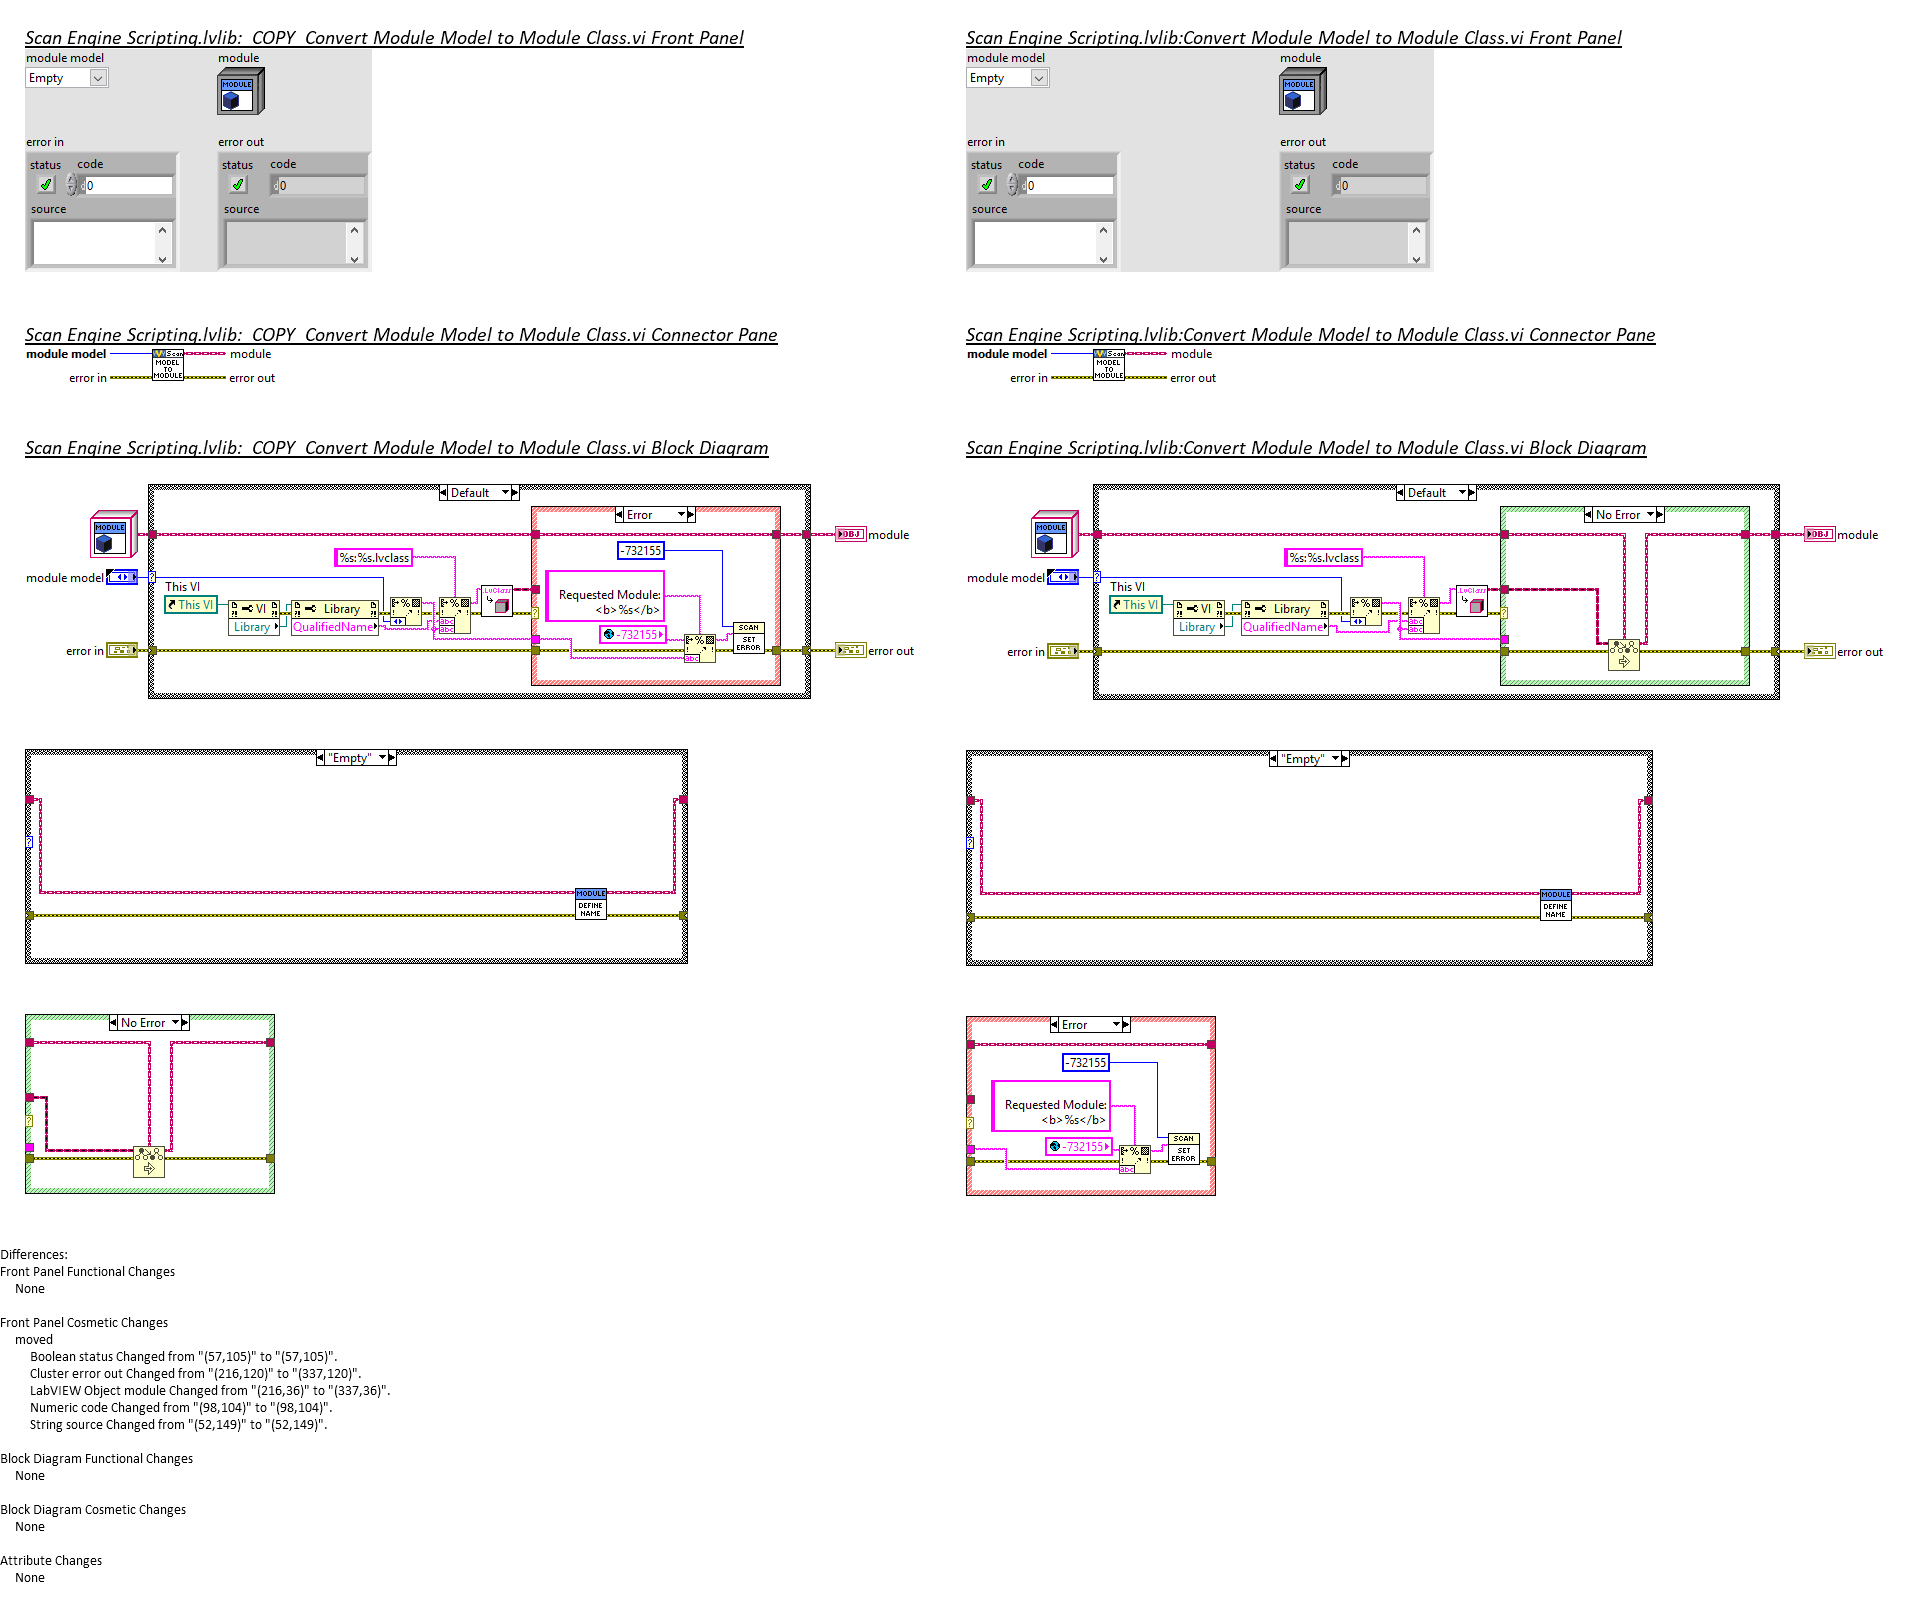 Scan Engine Scripting.lvlib:  COPY  Convert Module Model to Module Class.vi Front Panel
module model
module
Empty
MODULE
error in
error out
status
code
status
code
d 0
d 0
source
source
Scan Engine Scripting.lvlib:Convert Module Model to Module Class.vi Front Panel
module model
module
Empty
MODULE
error in
error out
status
code
status
code
d 0
d 0
source
source
Scan Engine Scripting.lvlib:  COPY  Convert Module Model to Module Class.vi Connector Pane
module model
Scan
MODEL
TO
MODULE
module
error in
error out
Scan Engine Scripting.lvlib:Convert Module Model to Module Class.vi Connector Pane
module model
Scan
MODEL
TO
MODULE
module
error in
error out
Scan Engine Scripting.lvlib:  COPY  Convert Module Model to Module Class.vi Block Diagram
Default
Error
MODULE
OBJ
module
-732155
%s:%s.lvclass
module model
?
This VI
This VI
VI
Library
Library
QualifiedName
%
%
abc
abc
.LvClass
Requested Module:
<b>%s</b>
?
-732155
%
abc
SCAN
SET
ERROR
error in
error out
Scan Engine Scripting.lvlib:Convert Module Model to Module Class.vi Block Diagram
Default
No Error
MODULE
OBJ
module
%s:%s.lvclass
module model
?
This VI
This VI
VI
Library
Library
QualifiedName
%
%
abc
abc
.LvClass
?
error in
error out
"Empty"
?
MODULE
DEFINE
NAME
"Empty"
?
MODULE
DEFINE
NAME
No Error
?
Error
-732155
Requested Module:
<b>%s</b>
?
-732155
%
abc
SCAN
SET
ERROR
Differences:
Front Panel Functional Changes
None
Front Panel Cosmetic Changes
moved
Boolean status Changed from "(57,105)" to "(57,105)".
Cluster error out Changed from "(216,120)" to "(337,120)".
LabVIEW Object module Changed from "(216,36)" to "(337,36)".
Numeric code Changed from "(98,104)" to "(98,104)".
String source Changed from "(52,149)" to "(52,149)".
Block Diagram Functional Changes
None
Block Diagram Cosmetic Changes
None
Attribute Changes
None